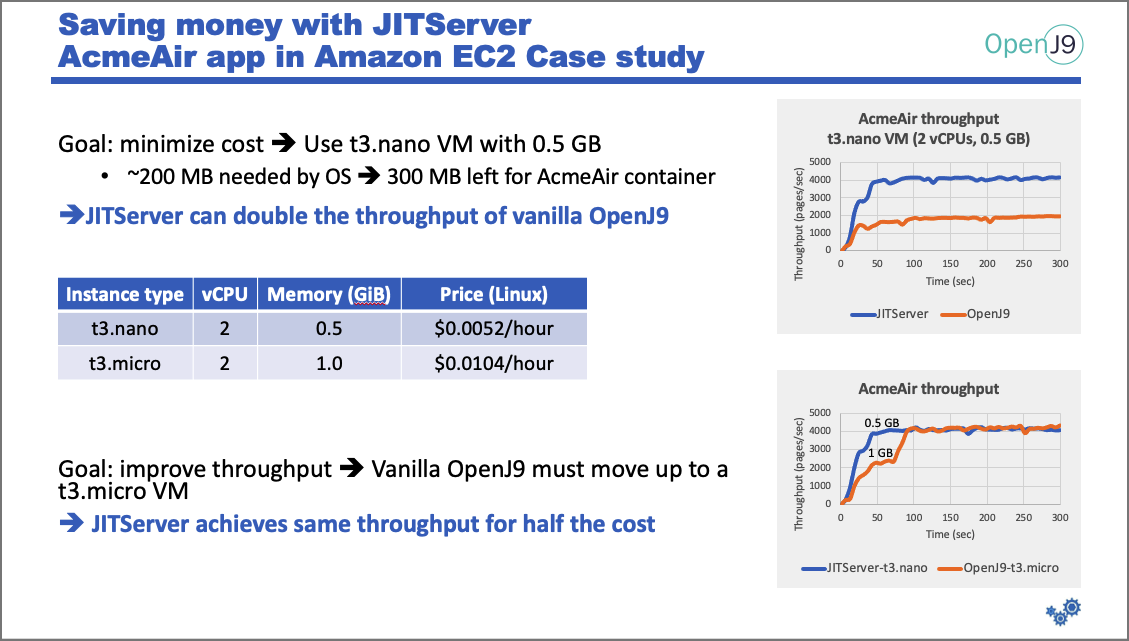 Saving money with JITServer
AcmeAir app in Amazon EC2 Case study
OpenJ9
Goal: minimize cost ➔ Use t3.nano VM with 0.5 GB
• ~200 MB needed by OS ➔ 300 MB left for AcmeAir container
➔JITServer can double the throughput of vanilla OpenJ9
Instance type vCPU Memory (GiB) Price (Linux)
t3.nano 2 0.5 $0.0052/hour
t3.micro 2 1.0 $0.0104/hour
Goal: improve throughput ➔ Vanilla OpenJ9 must move up to a
t3.micro VM
➔ JITServer achieves same throughput for half the cost
AcmeAir throughput
t3.nano VM (2 vCPUs, 0.5 GB)
Throughput (pages/sec)
5000
4000
3000
2000
1000
0
0 50 100 150 200 250 300
Time (sec)
JITServer OpenJ9
AcmeAir throughput
Throughput (pages/sec)
5000
4000
3000
2000
1000
0
0.5 GB
1 GB
0 50 100 150 200 250 300
Time (sec)
JITServer-t3.nano OpenJ9-t3.micro